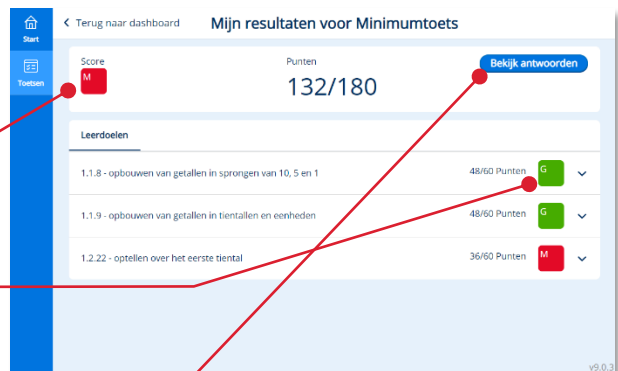 Start
Toetsen
Terug naar dashboard
Mijn resultaten voor Minimumtoets
Score
M
Punten
132/180
Bekijk antwoorden
Leerdoelen
1.1.8 - opbouwen van getallen in sprongen van 10, 5 en 1
48/60 Punten
G
1.1.9 - opbouwen van getallen in tientallen en eenheden
48/60 Punten
G
1.2.22 - optellen over het eerste tiental
36/60 Punten
M
v9.0.3